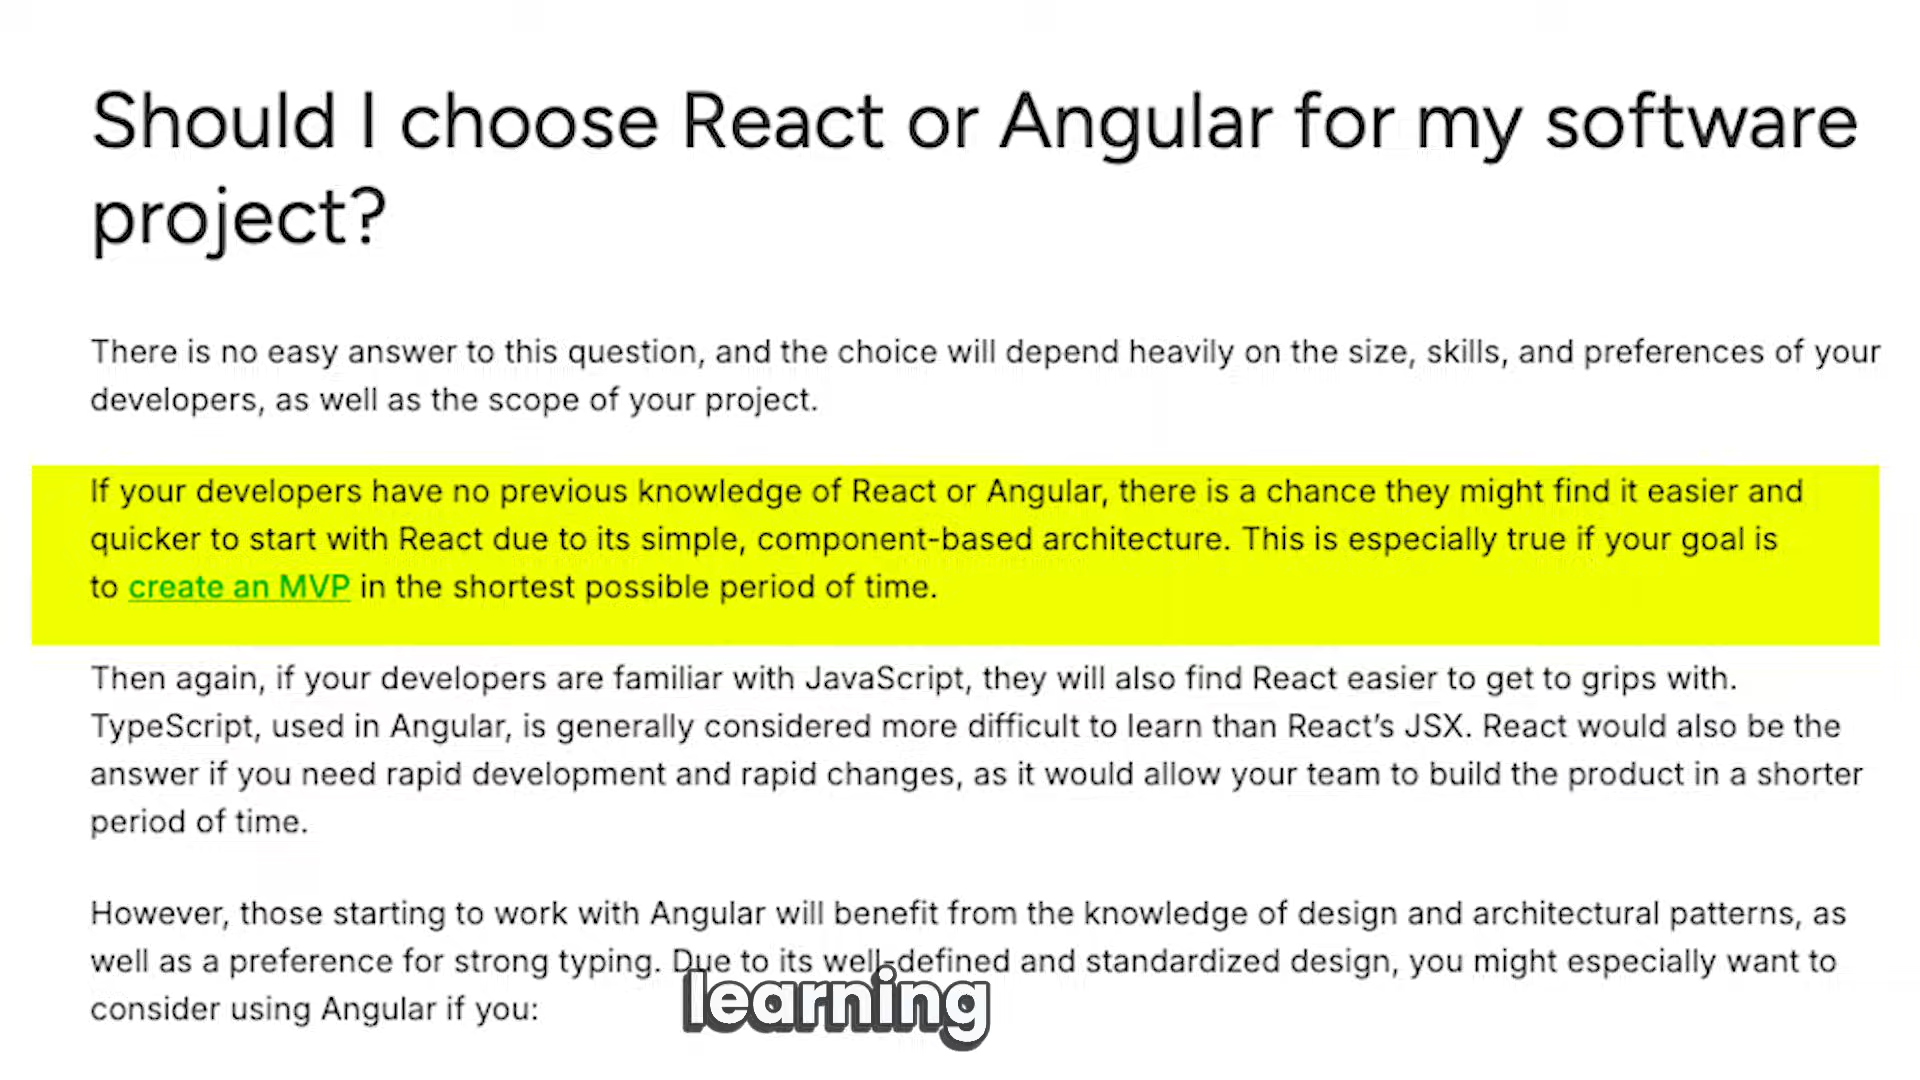 Should I choose React or Angular for my software
project?
There is no easy answer to this question, and the choice will depend heavily on the size, skills, and preferences of your
developers, as well as the scope of your project.
If your developers have no previous knowledge of React or Angular, there is a chance they might find it easier and
quicker to start with React due to its simple, component-based architecture. This is especially true if your goal is
to create an MVP in the shortest possible period of time.
Then again, if your developers are familiar with JavaScript, they will also find React easier to get to grips with.
TypeScript, used in Angular, is generally considered more difficult to learn than React’s JSX. React would also be the
answer if you need rapid development and rapid changes, as it would allow your team to build the product in a shorter
period of time.
However, those starting to work with Angular will benefit from the knowledge of design and architectural patterns, as
well as a preference for strong typing. Due to its well-defined and standardized design, you might especially want to
consider using Angular if you:
learning